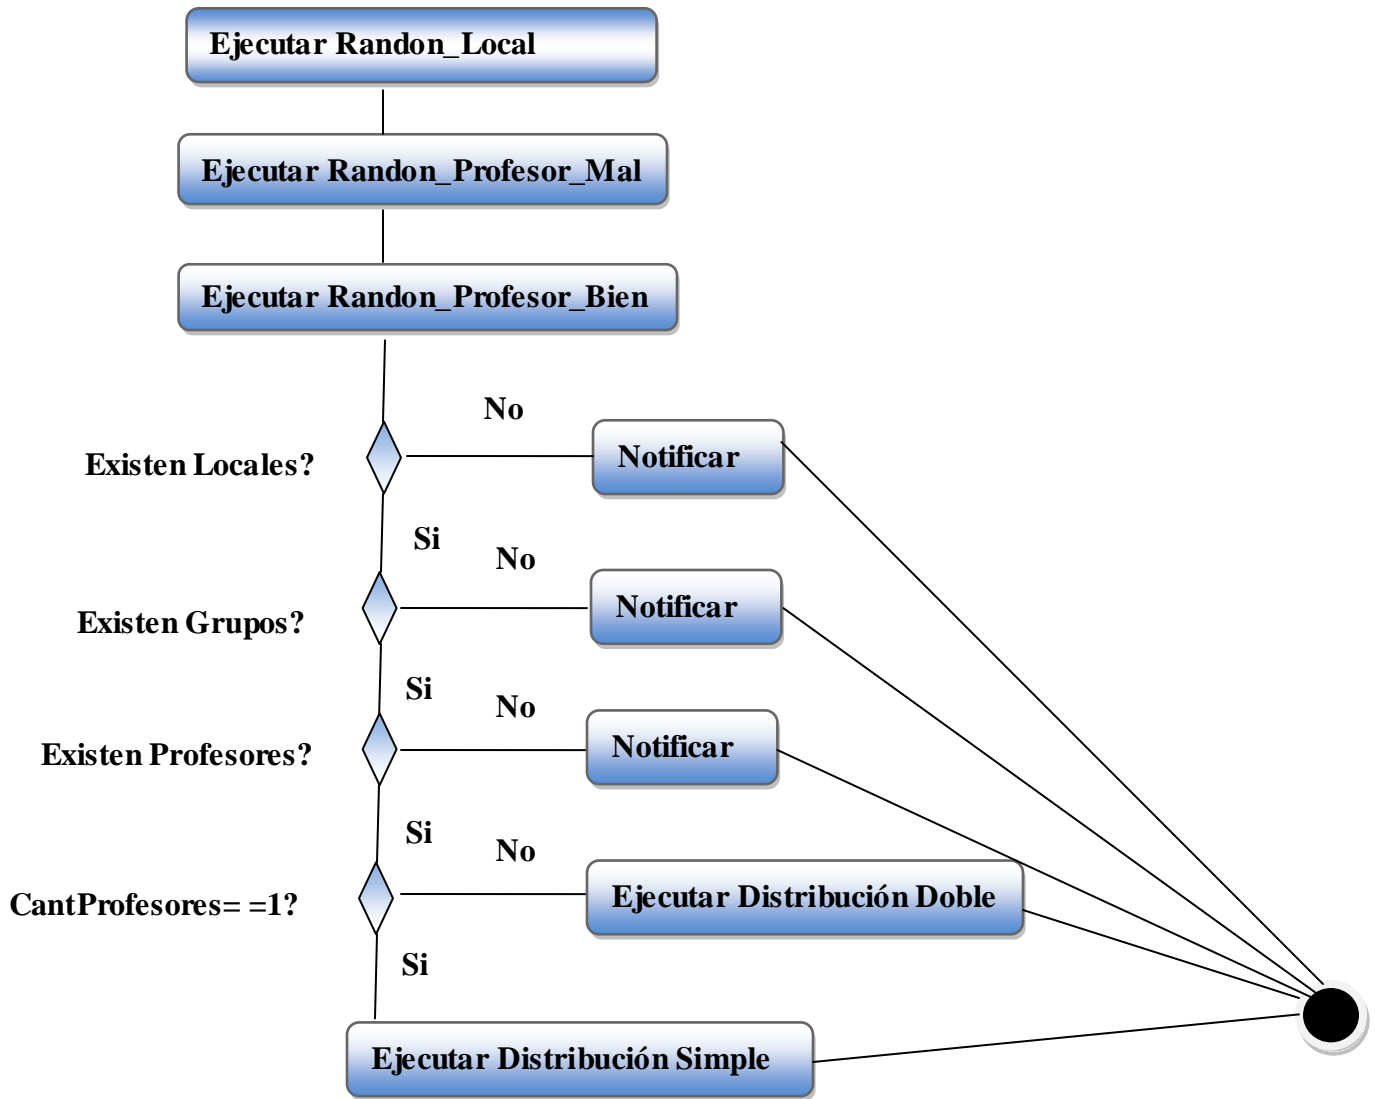 Ejecutar Randon_Local
Ejecutar Randon_Profesor_Mal
Ejecutar Randon_Profesor_Bien
No
Existen Locales?
Notificar
Si
No
Existen Grupos?
Notificar
Si
No
Existen Profesores?
Notificar
Si
No
CantProfesores= =1?
Ejecutar Distribución Doble
Si
Ejecutar Distribución Simple